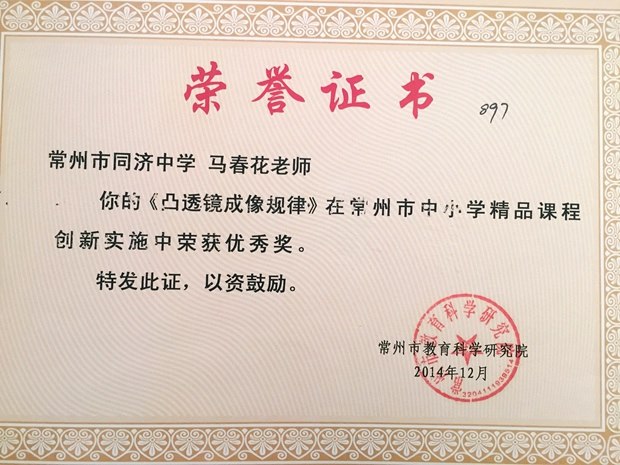 荣誉证书
897
常州市同济中学 马春花老师
你的《凸透镜成像规律》在常州市中小学精品课程
创新实施中荣获优秀奖。
特发此证，以资鼓励。
常州市教育科学研究院
2014年12月